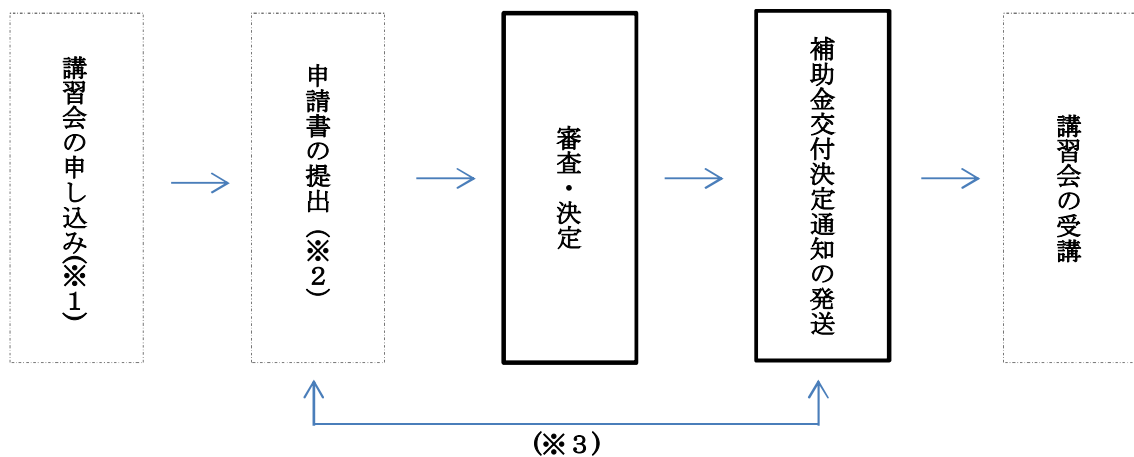 講習会の申し込み(※１)
申請書の提出（※２）
審査・決定
補助金交付決定通知の発送
講習会の受講
(※３)